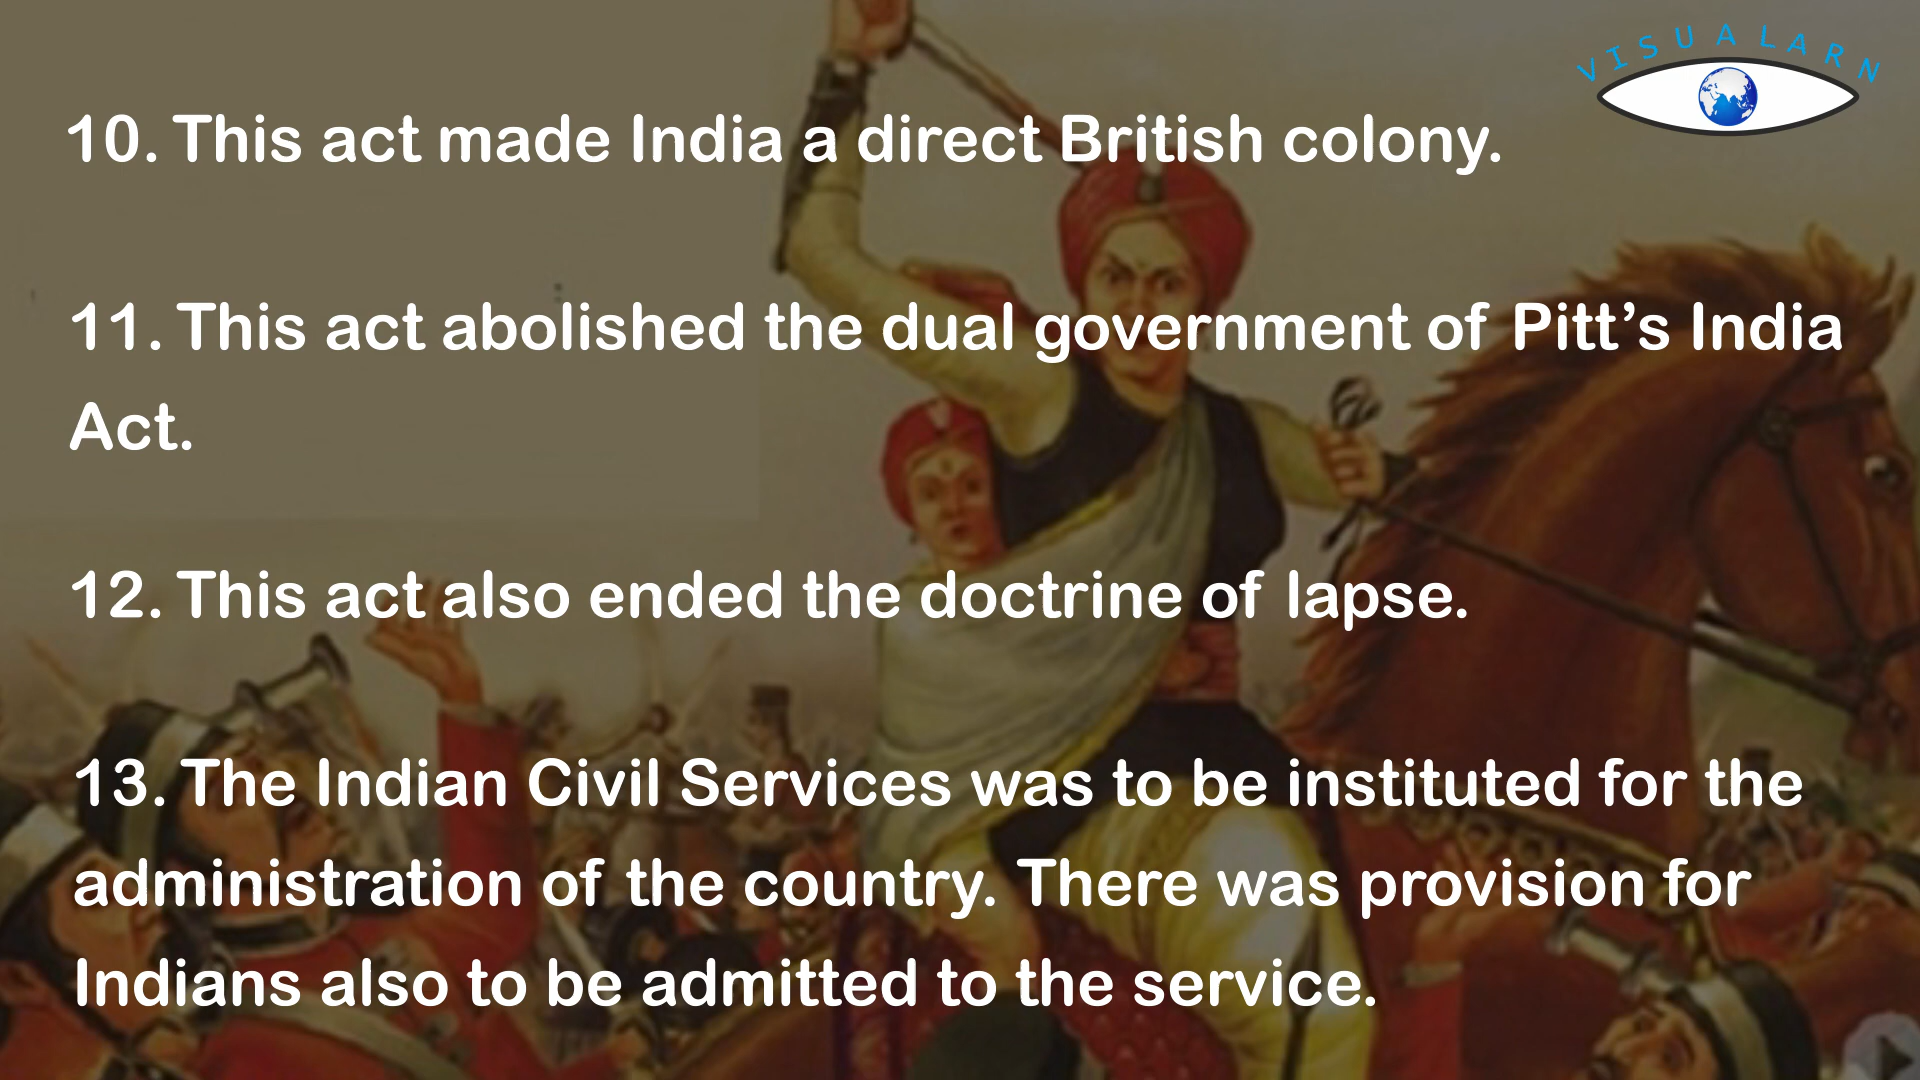 VISUALARN
10. This act made India a direct British colony.
11. This act abolished the dual government of Pitt’s India
Act.
12. This act also ended the doctrine of lapse.
13. The Indian Civil Services was to be instituted for the
administration of the country. There was provision for
Indians also to be admitted to the service.